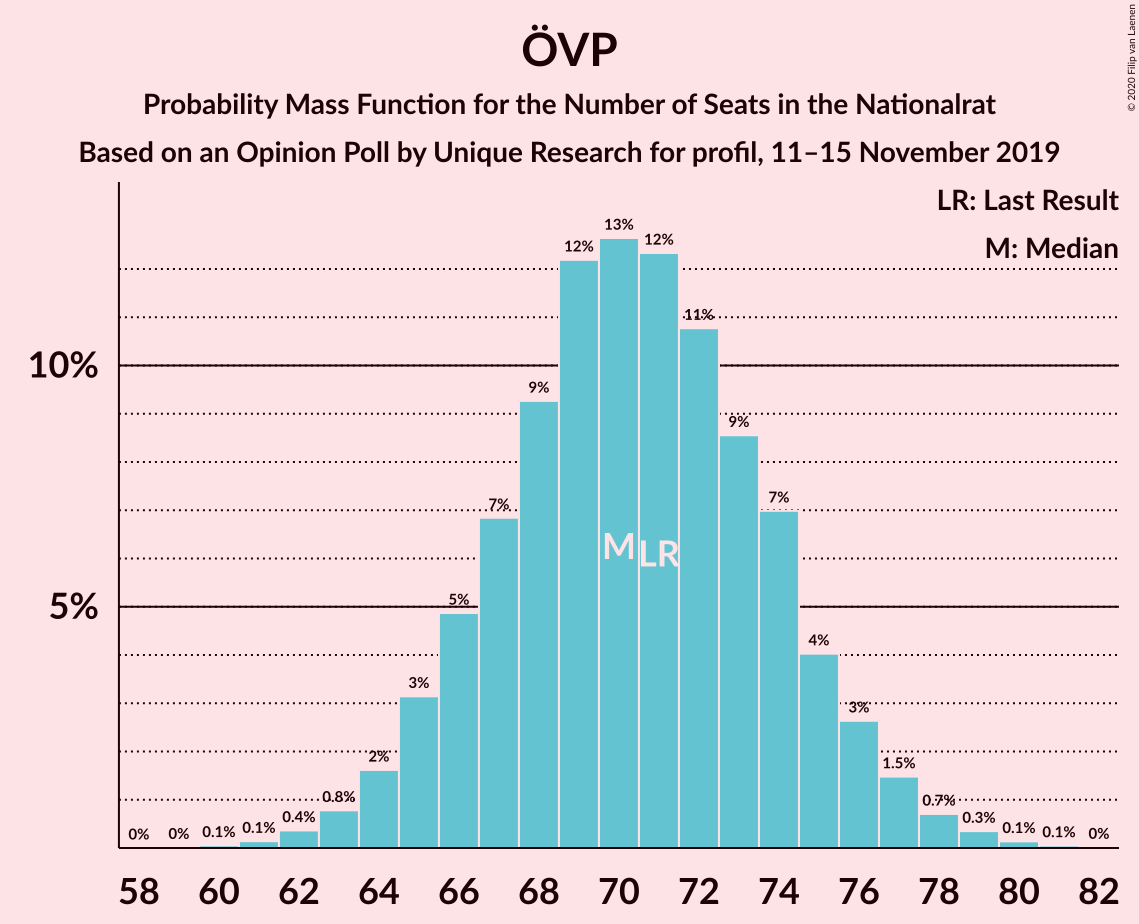 ÖVP
Probability Mass Function for the Number of Seats in the Nationalrat
Based on an Opinion Poll by Unique Research for profil, 11–15 November 2019
© 2020 Filip van Laenen
LR: Last Result
M: Median
10%
5%
0% 0% 0.1% 0.1% 0.4% 0.8% 2% 3% 5% 7% 9% 12% 13% 12% 11% 9% 7% 4% 3% 1.5% 0.7% 0.3% 0.1% 0.1% 0%
M LR
58 60 62 64 66 68 70 72 74 76 78 80 82